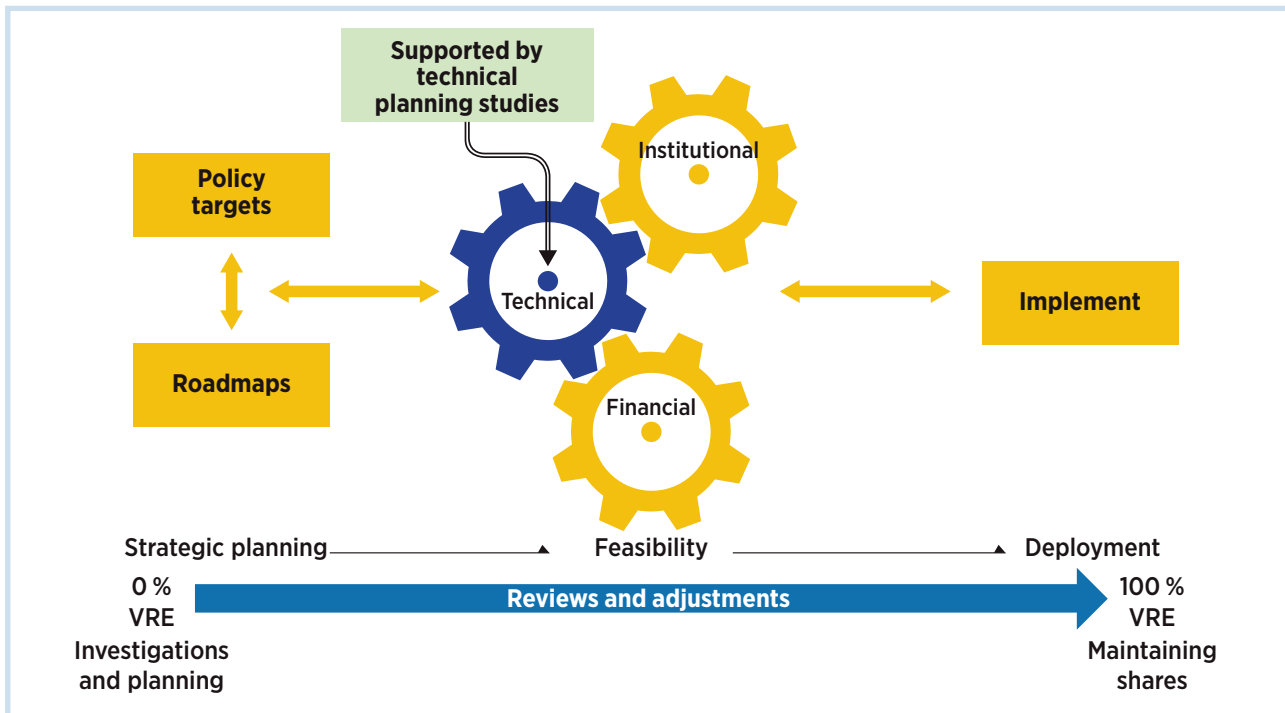 Supported by
technical
planning studies
Institutional
Policy
targets
Technical
Implement
Roadmaps
Financial
Strategic planning
Feasibility
Deployment
0 %
VRE
Reviews and adjustments
100 %
VRE
Investigations
and planning
Maintaining
shares